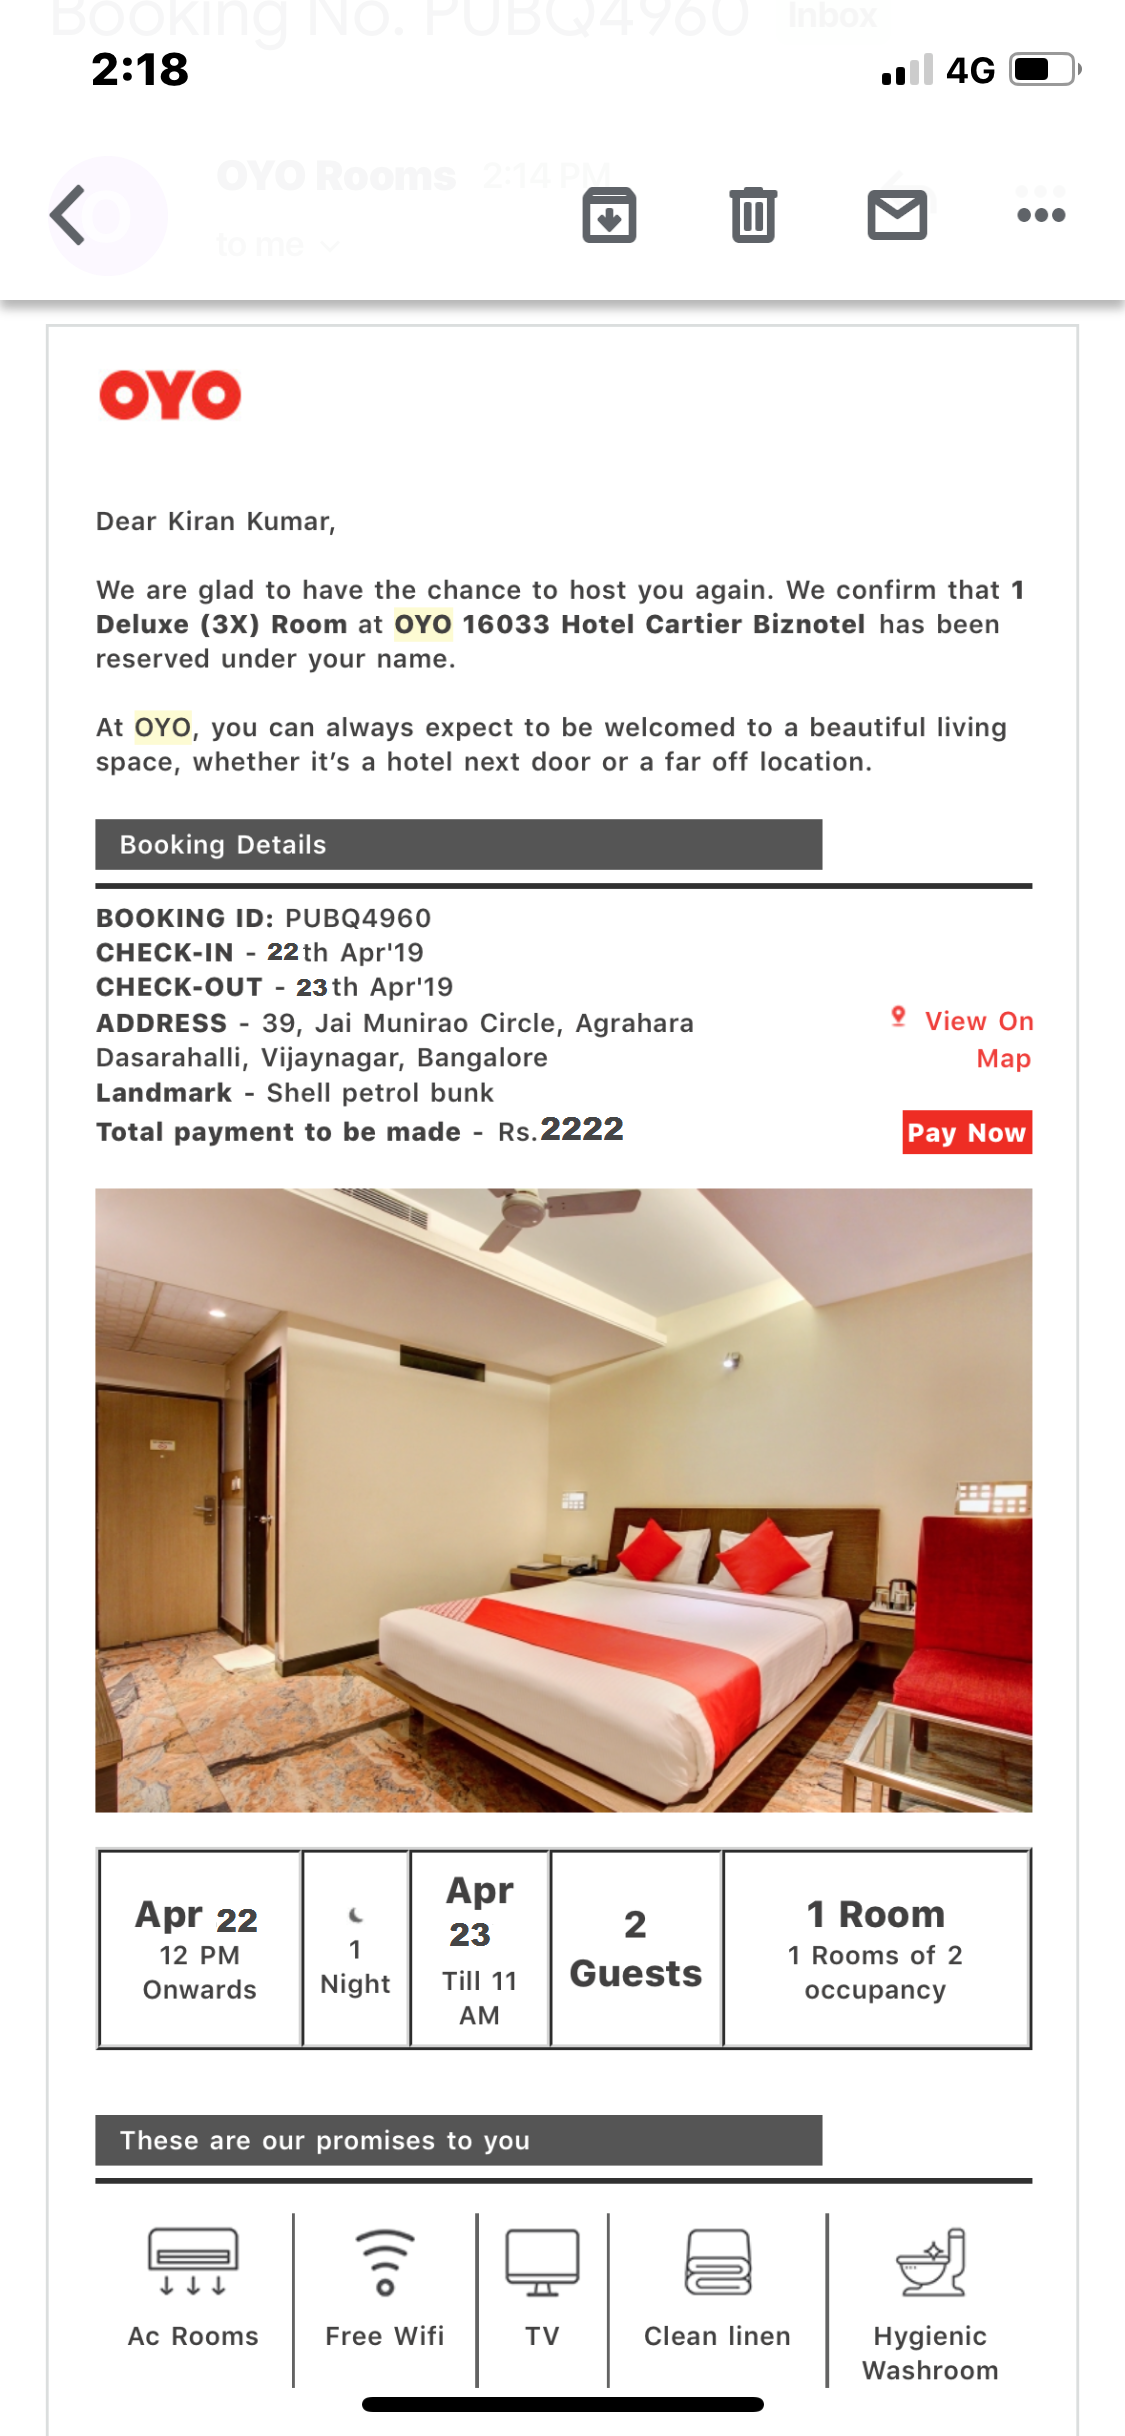 Booking No. PUBQ4960 Inbox
2:18 4G
OYO Rooms 2:14 PM
O
to me
OYO
Dear Kiran Kumar,
We are glad to have the chance to host you again. We confirm that 1
Deluxe (3X) Room at OYO 16033 Hotel Cartier Biznotel has been
reserved under your name.
At OYO, you can always expect to be welcomed to a beautiful living
space, whether it's a hotel next door or a far off location.
Booking Details
BOOKING ID: PUBQ4960
CHECK-IN - 22th Apr'19
CHECK-OUT - 23th Apr'19
ADDRESS - 39, Jai Munirao Circle, Agrahara
Dasarahalli, Vijaynagar, Bangalore
View On
Map
Landmark - Shell petrol bunk
Total payment to be made - Rs.2222
Pay Now
Apr 22
12 PM
Onwards
1
Night
Apr
23
Till 11
AM
2
Guests
1 Room
1 Rooms of 2
occupancy
These are our promises to you
Ac Rooms
Free Wifi
TV
Clean linen
Hygienic
Washroom